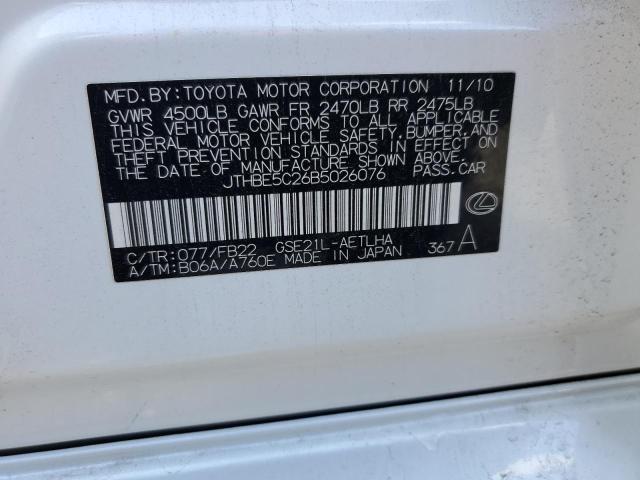 MFD. BY: TOYOTA MOTOR CORPORATION 11/10
GVWR 4500LB GAWR FR 2470LB RR 2475LB
THIS VEHICLE CONFORMS TO ALL APPLICABLE
FEDERAL MOTOR VEHICLE SAFETY, BUMPER, AND
THEFT PREVENTION STANDARDS IN EFFECT ON
THE DATE OF MANUFACTURE SHOWN ABOVE.
JTHBE5C26B5026076 PASS. CAR
C/TR: 077/FB22 GSE21L-AETLHA
A/TM: B06A/A760E MADE IN JAPAN 367 A